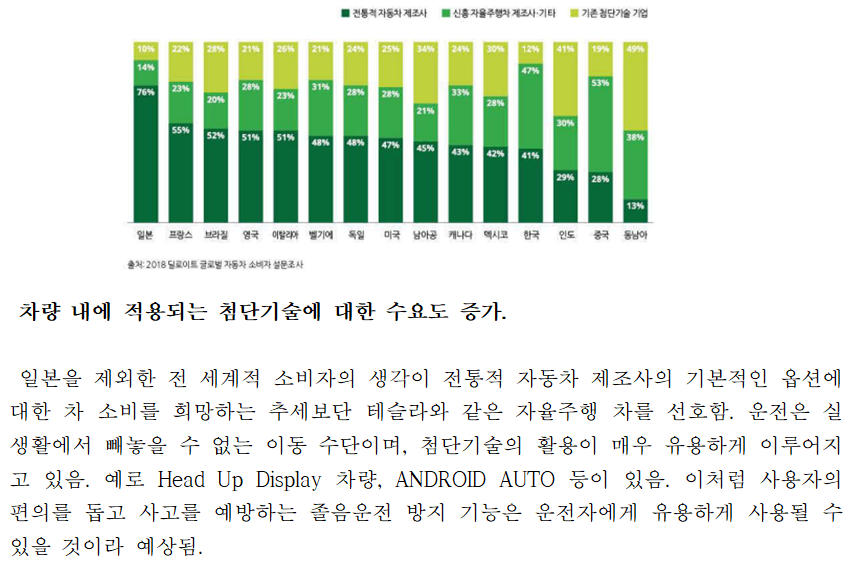 전통적 자동차 제조사 신흥 자율주행차 제조사·기타 기존 첨단기술 기업
10% 22% 28% 21% 26% 21% 24% 25% 34% 24% 30% 12% 41% 19% 49%
14% 23% 20% 28% 23% 31% 28% 28% 21% 33% 28% 47% 30% 53% 38%
76% 55% 52% 51% 51% 48% 48% 47% 45% 43% 42% 41% 29% 28% 13%
일본 프랑스 브라질 영국 이탈리아 벨기에 독일 미국 남아공 캐나다 멕시코 한국 인도 중국 동남아
출처: 2018 딜로이트 글로벌 자동차 소비자 설문조사
차량 내에 적용되는 첨단기술에 대한 수요도 증가.
일본을 제외한 전 세계적 소비자의 생각이 전통적 자동차 제조사의 기본적인 옵션에
대한 차 소비를 희망하는 추세보단 테슬라와 같은 자율주행 차를 선호함. 운전은 실
생활에서 빼놓을 수 없는 이동 수단이며, 첨단기술의 활용이 매우 유용하게 이루어지
고 있음. 예로 Head Up Display 차량, ANDROID AUTO 등이 있음. 이처럼 사용자의
편의를 돕고 사고를 예방하는 졸음운전 방지 기능은 운전자에게 유용하게 사용될 수
있을 것이라 예상됨.